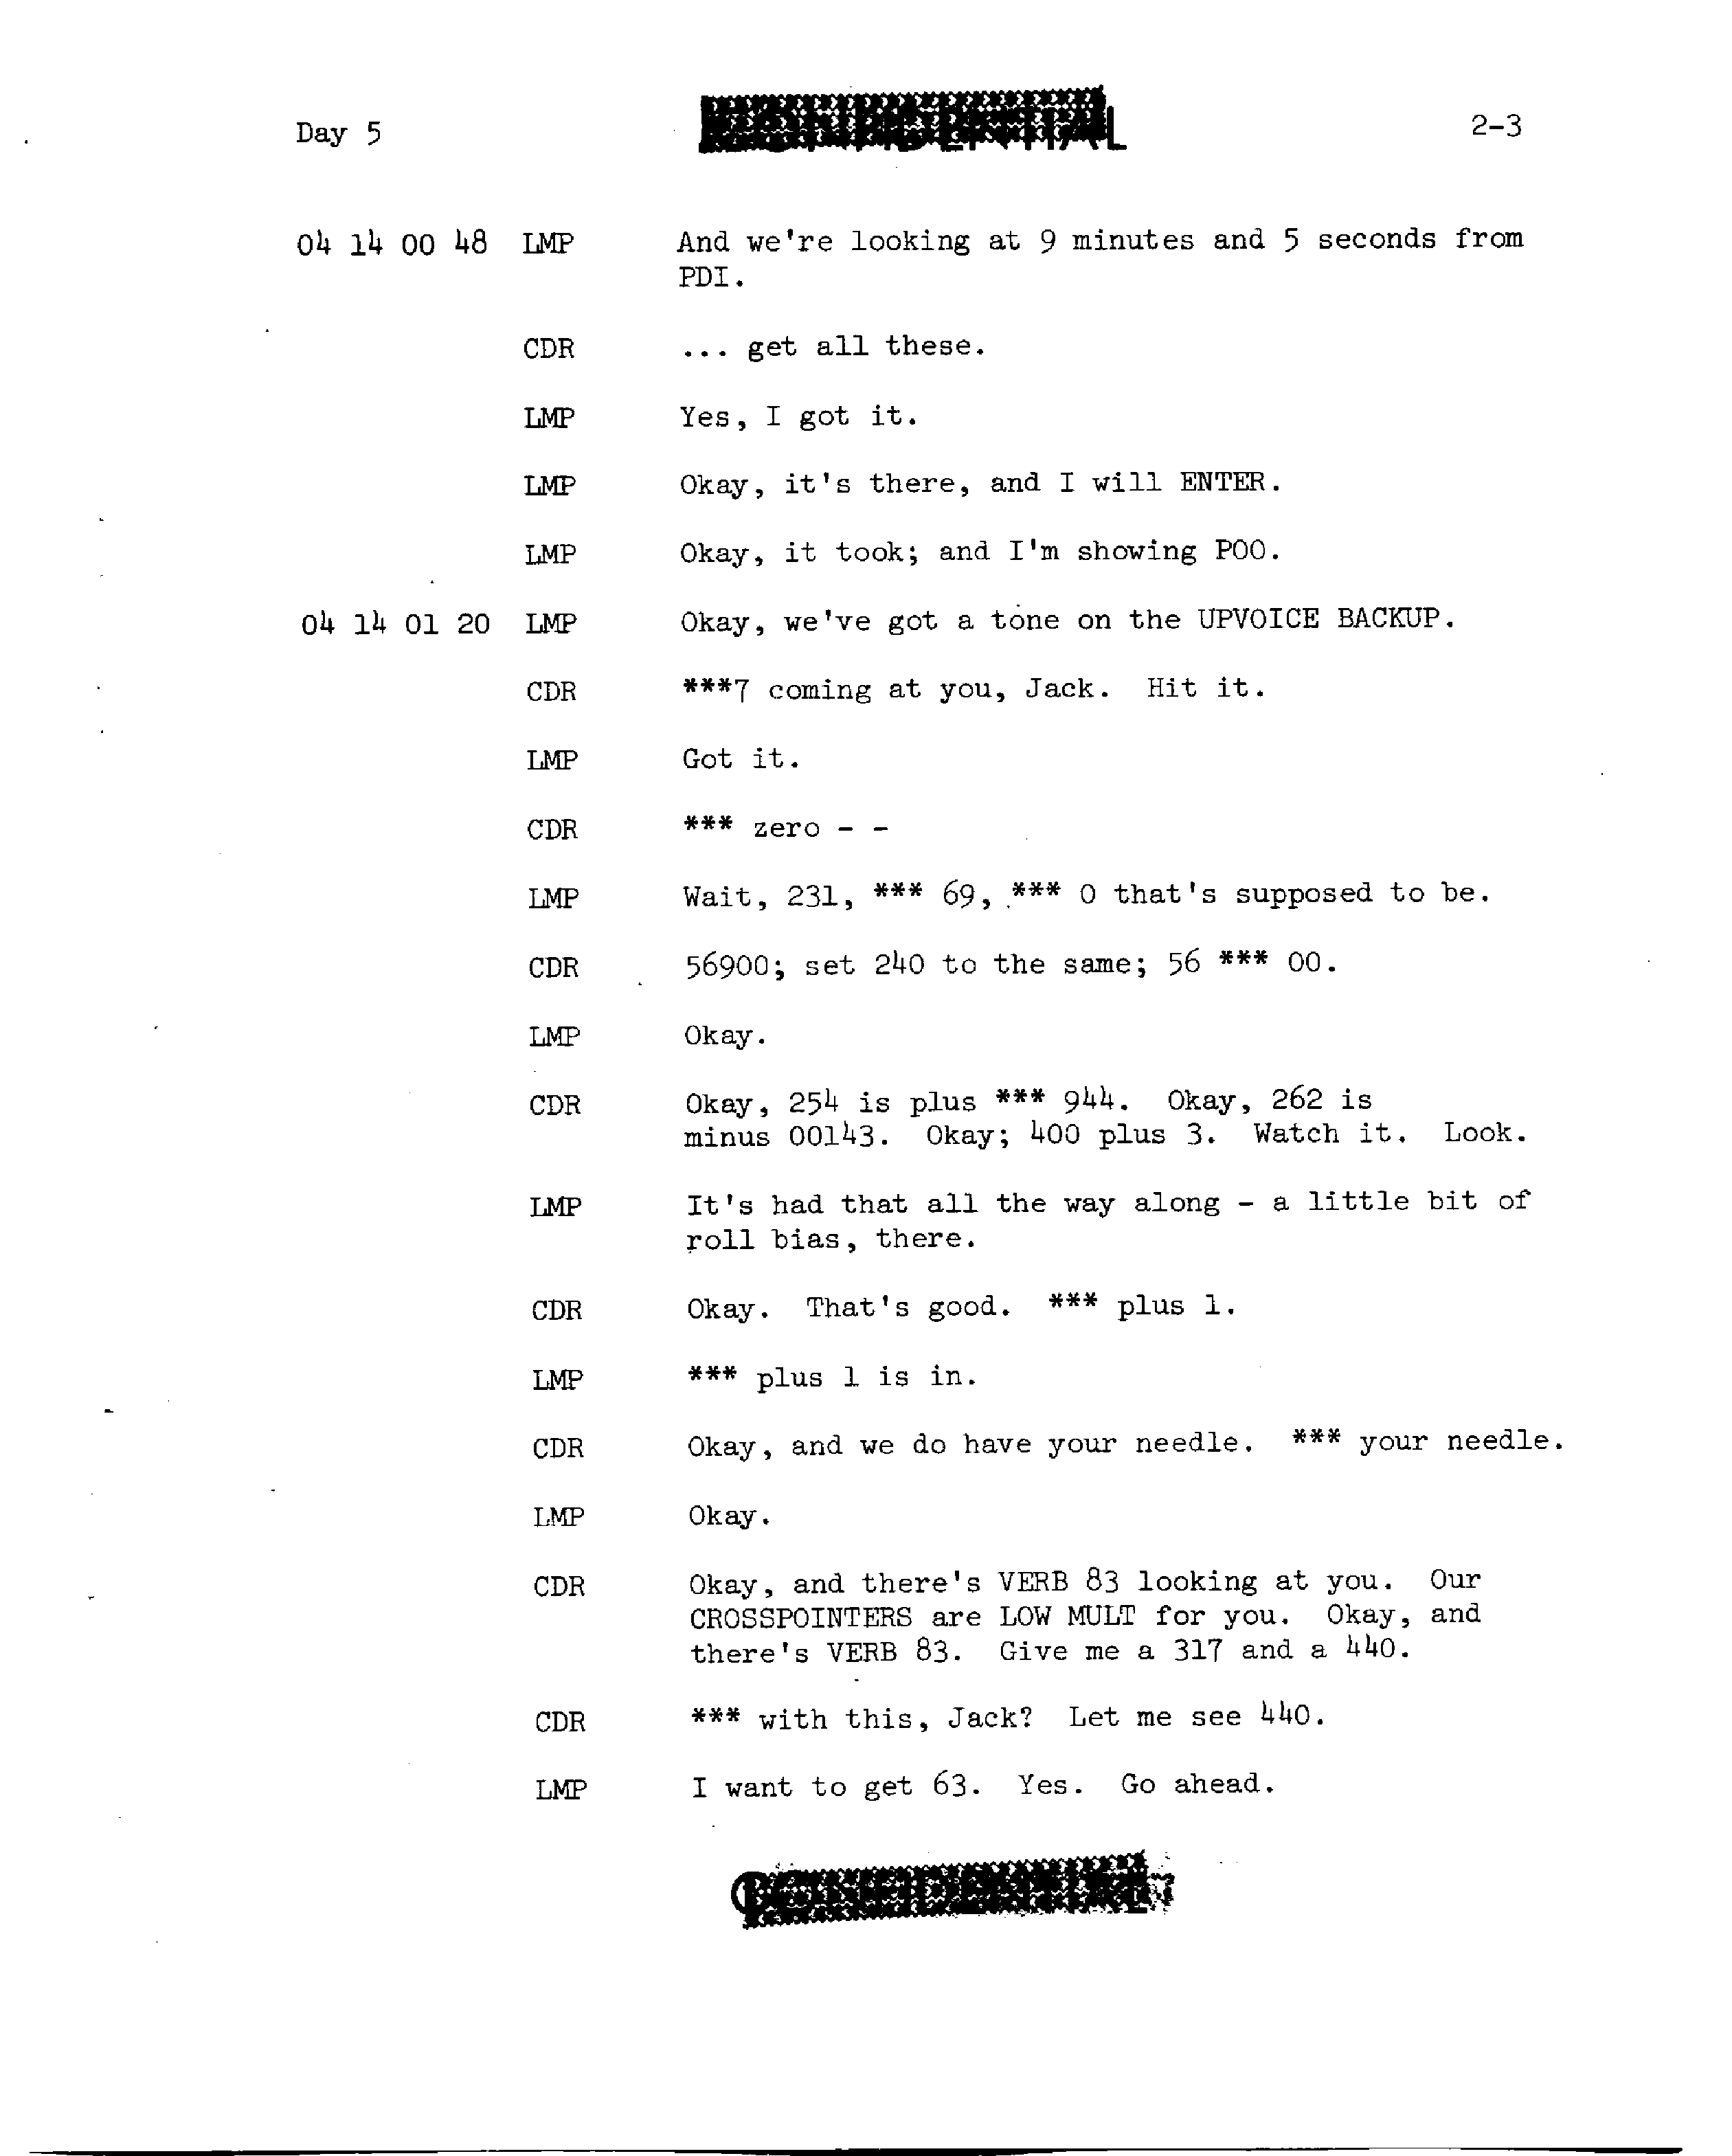 Day 5
CONFIDENTIAL
2-3
04 14 00 48 LMP And we're looking at 9 minutes and 5 seconds from
PDI.
CDR ... get all these.
LMP Yes, I got it.
LMP Okay, it's there, and I will ENTER.
LMP Okay, it took; and I'm showing POO.
04 14 01 20 LMP Okay, we've got a tone on the UPVOICE BACKUP.
CDR ***7 coming at you, Jack. Hit it.
LMP Got it.
CDR *** zero - -
LMP Wait, 231, *** 69, *** 0 that's supposed to be.
CDR 56900; set 240 to the same; 56 *** 00.
LMP Okay.
CDR Okay, 254 is plus *** 944. Okay, 262 is
minus 00143. Okay; 400 plus 3. Watch it. Look.
LMP It's had that all the way along - a little bit of
roll bias, there.
CDR Okay. That's good. *** plus 1.
LMP *** plus 1 is in.
CDR Okay, and we do have your needle. *** your needle.
LMP Okay.
CDR Okay, and there's VERB 83 looking at you. Our
CROSSPOINTERS are LOW MULT for you. Okay, and
there's VERB 83. Give me a 317 and a 440.
CDR *** with this, Jack? Let me see 440.
LMP I want to get 63. Yes. Go ahead.
CONFIDENTIAL